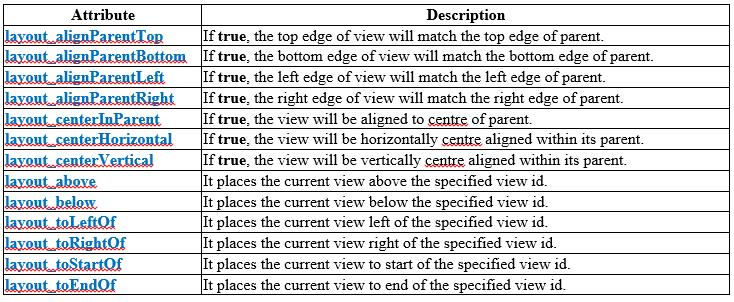 Attribute Description
layout_alignParentTop If true, the top edge of view will match the top edge of parent.
layout_alignParentBottom If true, the bottom edge of view will match the bottom edge of parent.
layout_alignParentLeft If true, the left edge of view will match the left edge of parent.
layout_alignParentRight If true, the right edge of view will match the right edge of parent.
layout_centerInParent If true, the view will be aligned to centre of parent.
layout_centerHorizontal If true, the view will be horizontally centre aligned within its parent.
layout_centerVertical If true, the view will be vertically centre aligned within its parent.
layout_above It places the current view above the specified view id.
layout_below It places the current view below the specified view id.
layout_toLeftOf It places the current view left of the specified view id.
layout_toRightOf It places the current view right of the specified view id.
layout_toStartOf It places the current view to start of the specified view id.
layout_toEndOf It places the current view to end of the specified view id.